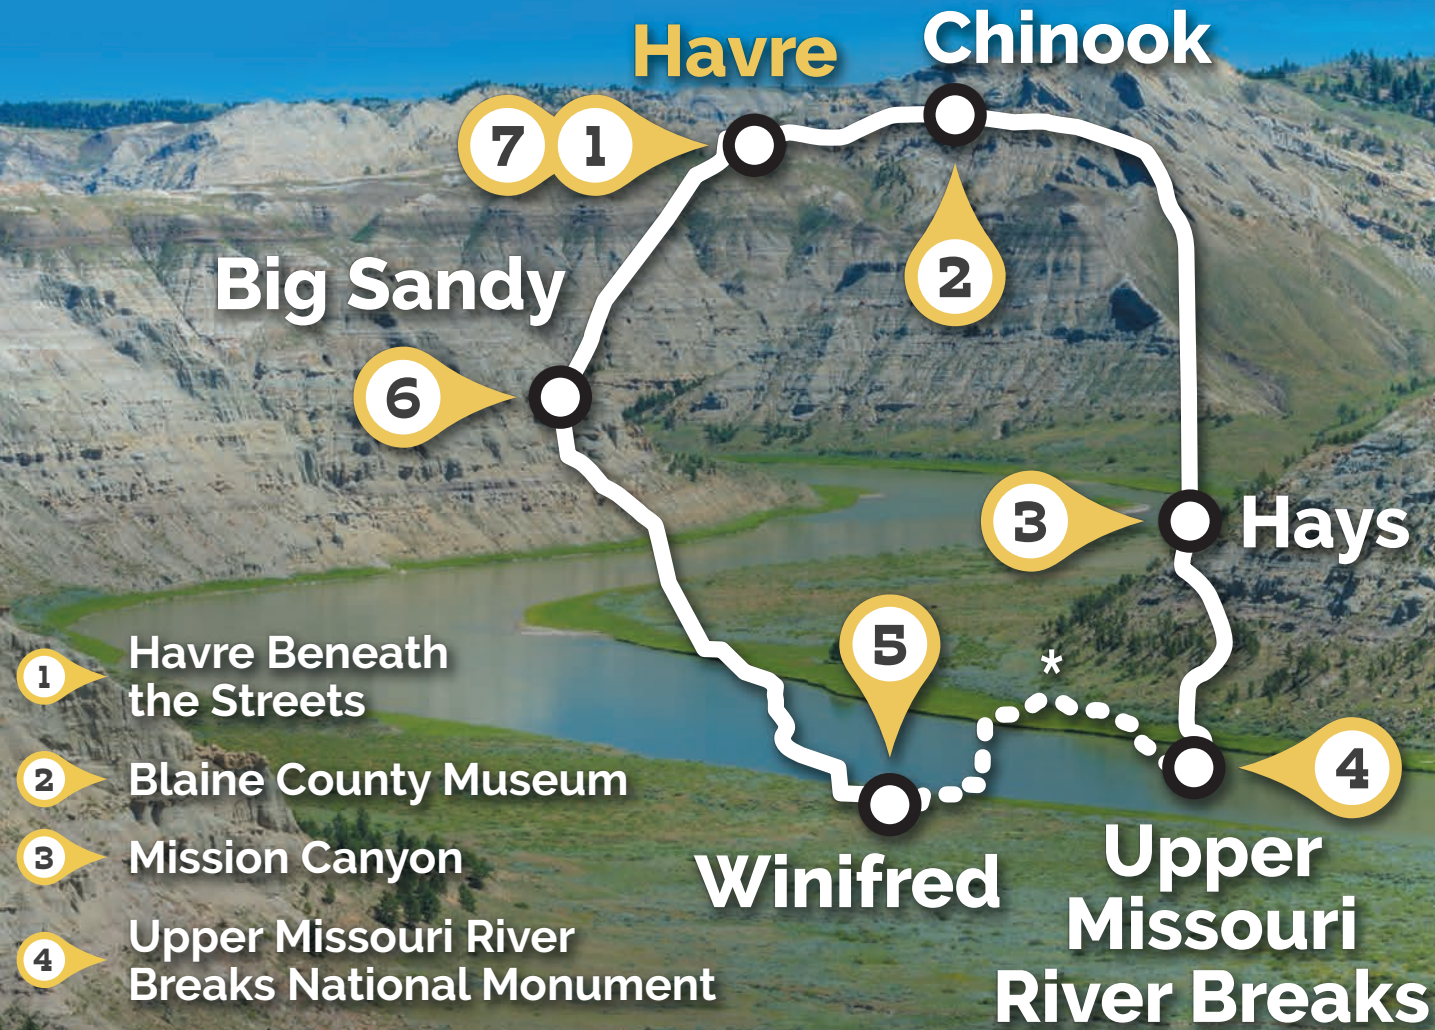 Havre
Chinook
7 1
2
Big Sandy
6
3
Hays
5
*
4
Winifred
Upper
Missouri
River Breaks
1 Havre Beneath
the Streets
2 Blaine County Museum
3 Mission Canyon
4 Upper Missouri River
Breaks National Monument